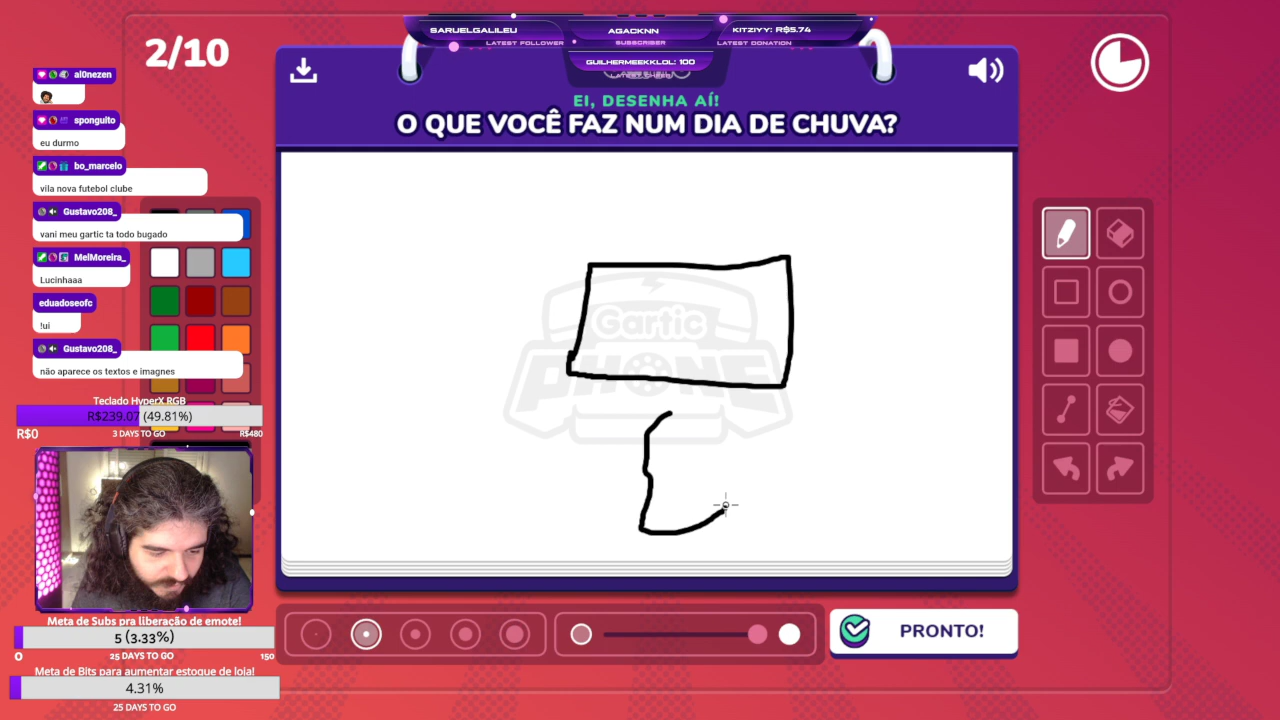 SARUELGALILEU
LATEST FOLLOWER
AGACKNN
SUBSCRIBER
KITZIYY: R$5.74
LATEST DONATION
GUILHERMEEKKLOL: 100
2/10
EI, DESENHA AÍ!
O QUE VOCÊ FAZ NUM DIA DE CHUVA?
al0nezen
sponguito
eu durmo
bo_marcelo
vila nova futebol clube
Gustavo208_
vani meu gartic ta todo bugado
MelMoreira_
Lucinhaaa
eduadoseofc
!ui
Gustavo208_
não aparece os textos e imagnes
Gartic
PHONE
Teclado HyperX RGB
R$239.07 (49.81%)
R$0
3 DAYS TO GO
R$480
Meta de Subs pra liberação de emote!
5 (3.33%)
0
25 DAYS TO GO
150
Meta de Bits para aumentar estoque de loja!
4.31%
25 DAYS TO GO
PRONTO!